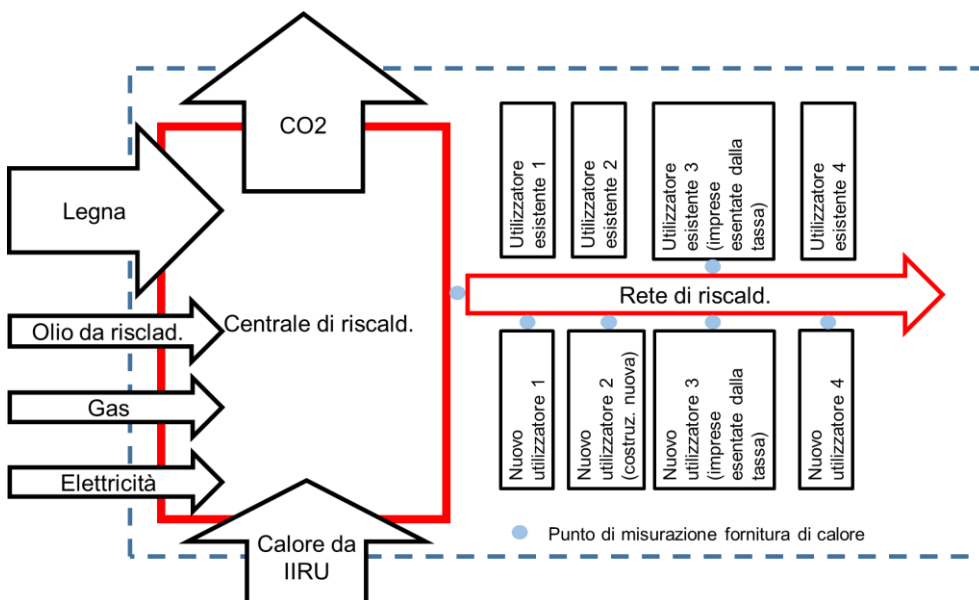 CO2
Legna
Olio da risclad.
Gas
Elettricità
Centrale di riscald.
Calore da
IIRU
Utilizzatore
esistente 1
Utilizzatore
esistente 2
Utilizzatore
esistente 3
(imprese
esentate dalla
tassa)
Utilizzatore
esistente 4
Rete di riscald.
Nuovo
utilizzatore 1
Nuovo
utilizzatore 2
(costruz. nuova)
Nuovo
utilizzatore 3
(imprese
esentate dalla
tassa)
Nuovo
utilizzatore 4
Punto di misurazione fornitura di calore